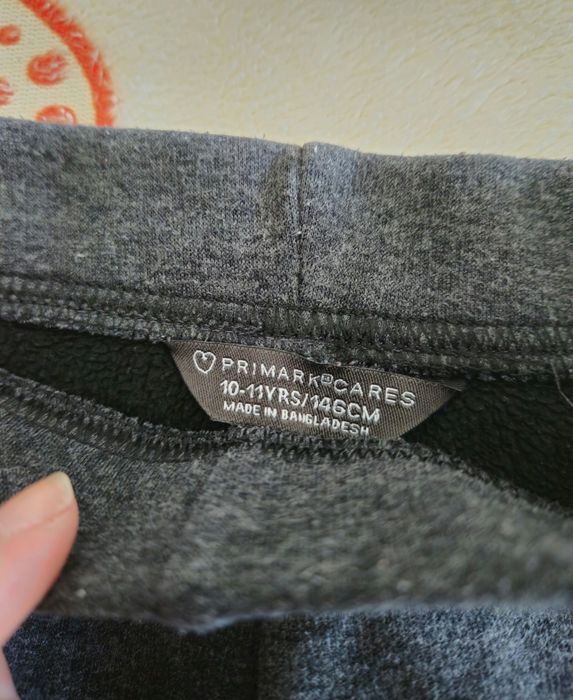 PRIMARK® CARES
10-11YRS/146CM
MADE IN BANGLADESH